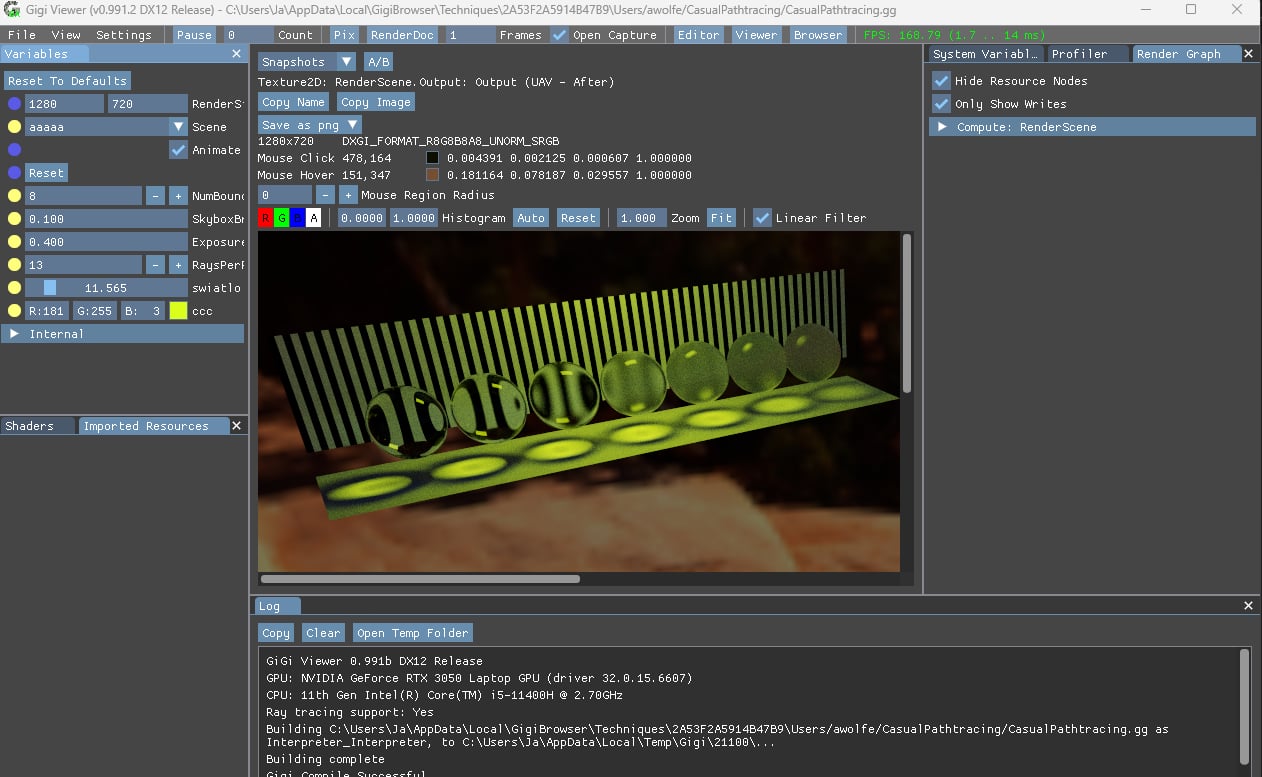 Gigi Viewer (v0.991.2 DX12 Release) - C:\Users\Ja\AppData\Local\GigiBrowser\Techniques\2A53F2A5914B47B9\Users/awolfe/CasualPathtracing/CasualPathtracing.gg
File View Settings Pause 0 Count Pix RenderDoc 1 Frames Open Capture Editor Viewer Browser FPS: 168.79 (1.7 .. 14 ms)
Variables
Reset To Defaults
1280 720 RenderS
aaaaa Scene
Animate
Reset
8 - + NumBounc
0.100 SkyboxBr
0.400 Exposure
13 - + RaysPerF
11.565 swiatlo
R:181 G:255 B: 3 ccc
Internal
Shaders Imported Resources
Snapshots A/B
Texture2D: RenderScene.Output: Output (UAV - After)
Copy Name Copy Image
Save as png
1280x720 DXGI_FORMAT_R8G8B8A8_UNORM_SRGB
Mouse Click 478,164 0.004391 0.002125 0.000607 1.000000
Mouse Hover 151,347 0.181164 0.078187 0.029557 1.000000
0 - + Mouse Region Radius
R G B A 0.0000 1.0000 Histogram Auto Reset 1.000 Zoom Fit Linear Filter
System Variabl… Profiler Render Graph
Hide Resource Nodes
Only Show Writes
Compute: RenderScene
Log
Copy Clear Open Temp Folder
GiGi Viewer 0.991b DX12 Release
GPU: NVIDIA GeForce RTX 3050 Laptop GPU (driver 32.0.15.6607)
CPU: 11th Gen Intel(R) Core(TM) i5-11400H @ 2.70GHz
Ray tracing support: Yes
Building C:\Users\Ja\AppData\Local\GigiBrowser\Techniques\2A53F2A5914B47B9\Users/awolfe/CasualPathtracing/CasualPathtracing.gg as
Interpreter_Interpreter, to C:\Users\Ja\AppData\Local\Temp\Gigi\21100\...
Building complete
Gigi Compile Successful